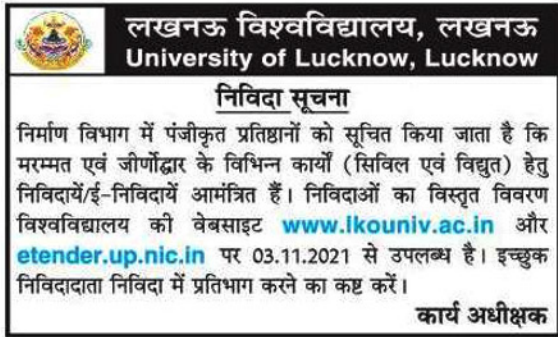 लखनऊ विश्वविद्यालय, लखनऊ
University of Lucknow, Lucknow
निविदा सूचना
निर्माण विभाग में पंजीकृत प्रतिष्ठानों को सूचित किया जाता है कि
मरम्मत एवं जीर्णोद्धार के विभिन्न कार्यों (सिविल एवं विद्युत) हेतु
निविदायें/ई-निविदायें आमंत्रित हैं। निविदाओं का विस्तृत विवरण
विश्वविद्यालय की वेबसाइट www.lkouniv.ac.in और
etender.up.nic.in पर 03.11.2021 से उपलब्ध है। इच्छुक
निविदादाता निविदा में प्रतिभाग करने का कष्ट करें।
कार्य अधीक्षक